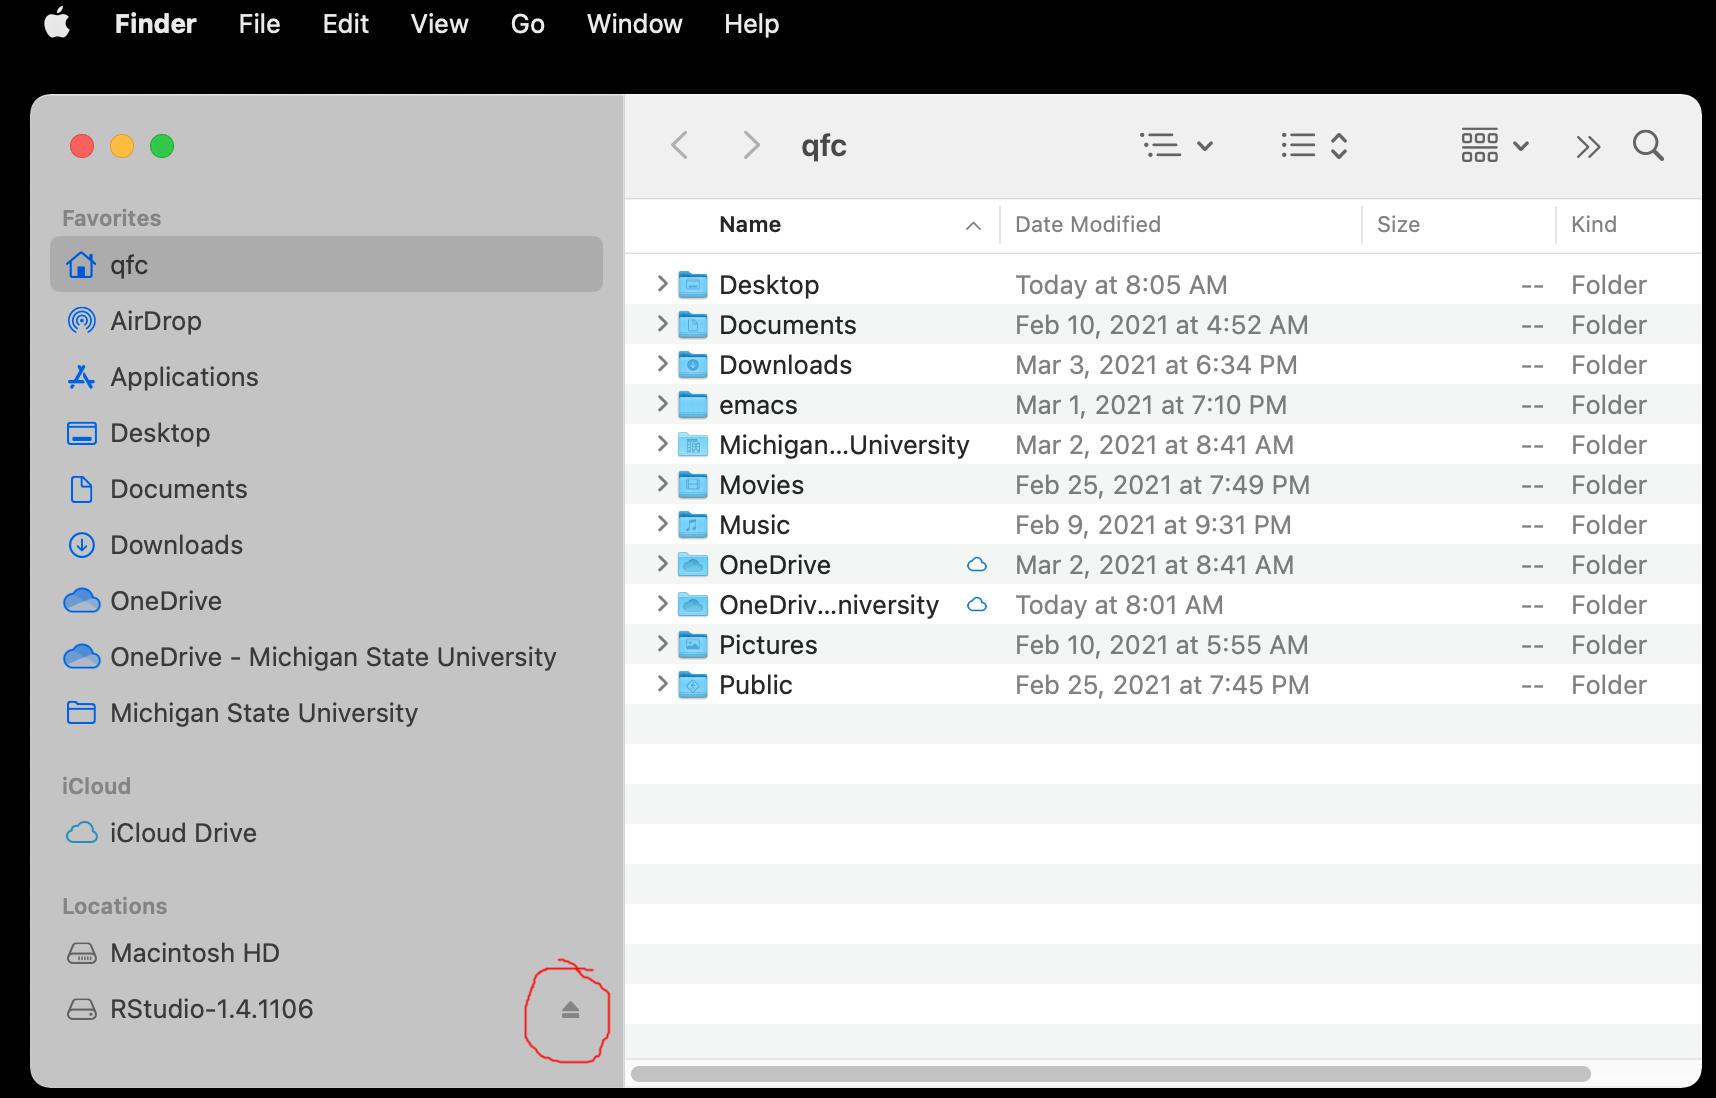 Finder File Edit View Go Window Help
qfc
Favorites
qfc
AirDrop
Applications
Desktop
Documents
Downloads
OneDrive
OneDrive - Michigan State University
Michigan State University
iCloud
iCloud Drive
Locations
Macintosh HD
RStudio-1.4.1106
Name Date Modified Size Kind
Desktop Today at 8:05 AM -- Folder
Documents Feb 10, 2021 at 4:52 AM -- Folder
Downloads Mar 3, 2021 at 6:34 PM -- Folder
emacs Mar 1, 2021 at 7:10 PM -- Folder
Michigan...University Mar 2, 2021 at 8:41 AM -- Folder
Movies Feb 25, 2021 at 7:49 PM -- Folder
Music Feb 9, 2021 at 9:31 PM -- Folder
OneDrive Mar 2, 2021 at 8:41 AM -- Folder
OneDriv...niversity Today at 8:01 AM -- Folder
Pictures Feb 10, 2021 at 5:55 AM -- Folder
Public Feb 25, 2021 at 7:45 PM -- Folder